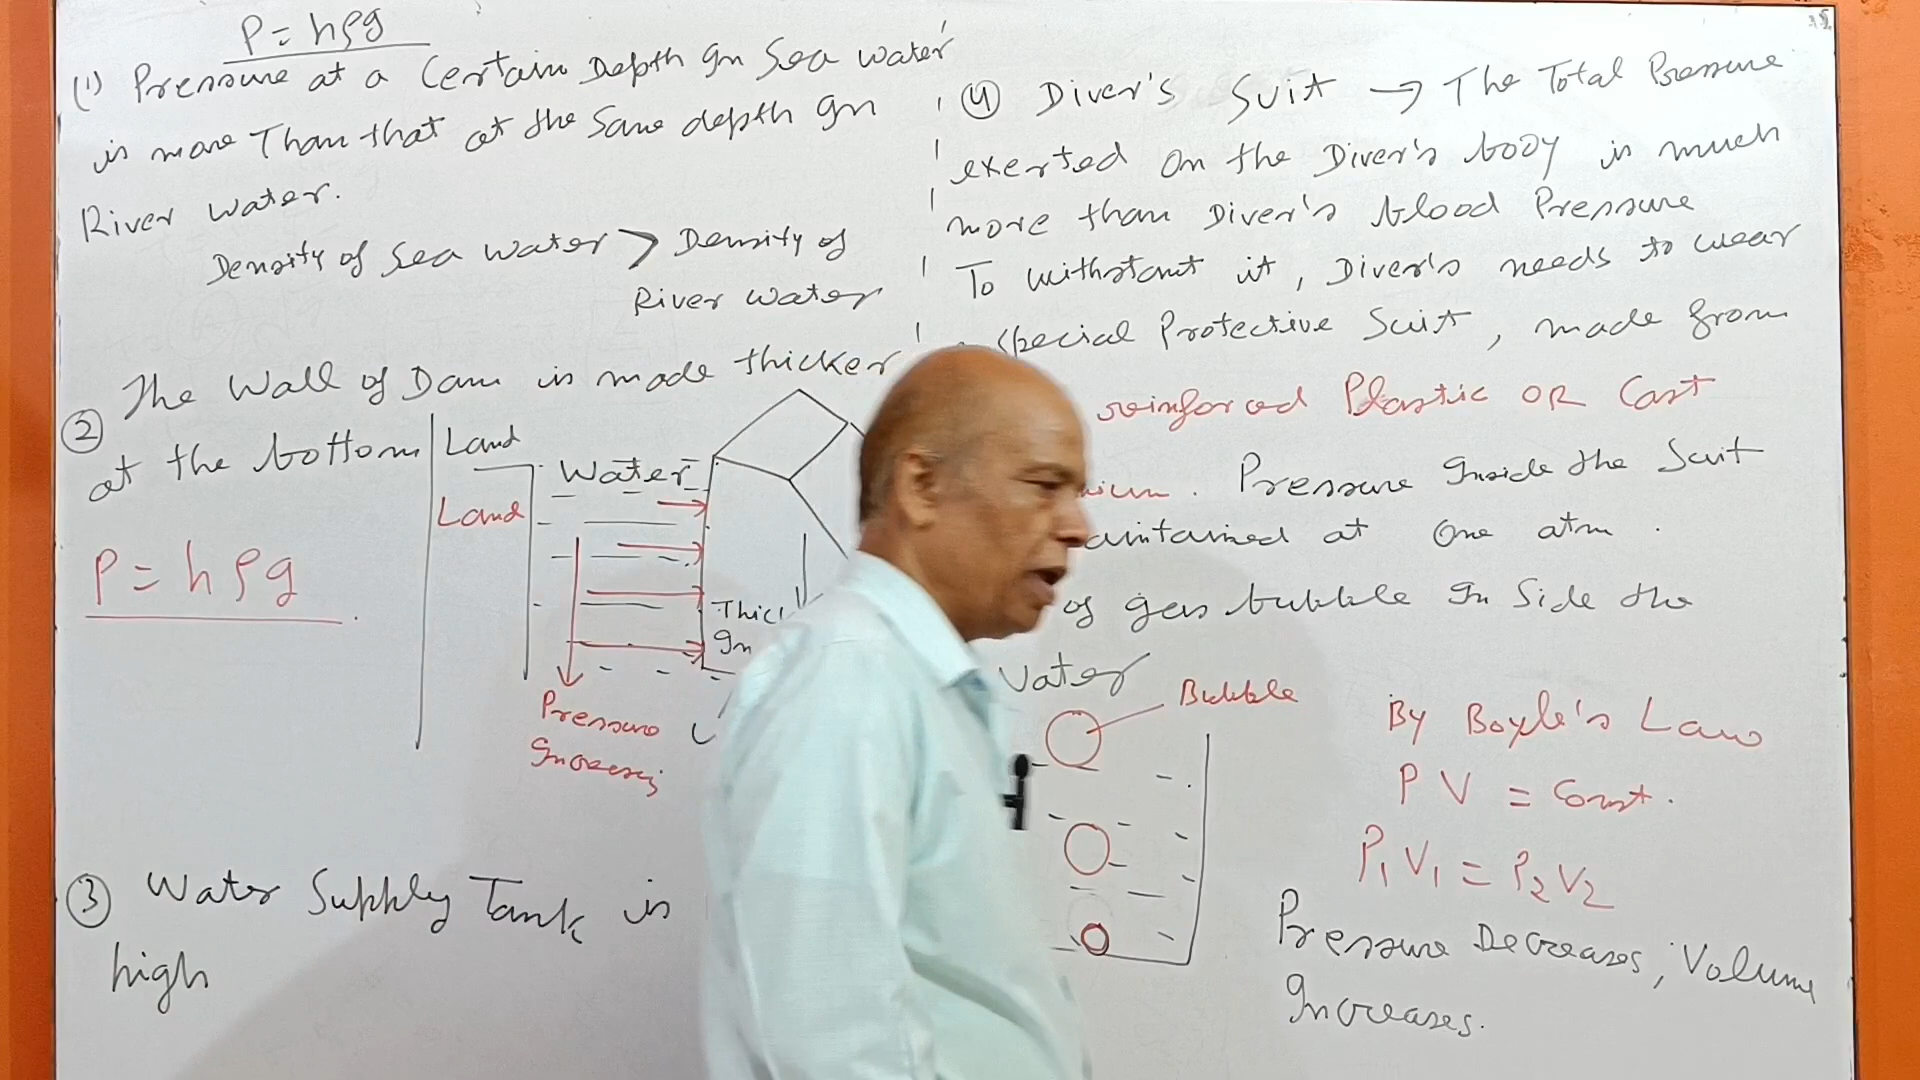 P = hρg
(1) Pressure at a Certain Depth In Sea water
is more Than that at the Same depth In
River water.
Density of Sea water > Density of
River water
② The Wall of Dam is made thicker
at the bottom
Land
Land
Water
P = hρg
Thic
In
Pressure
Increasing
③ Water Supply Tank is
high
④ Diver's Suit → The Total Pressure
exerted on the Diver's body is much
more than Diver's blood Pressure
To withstant it, Diver's needs to wear
Special Protective Suit, made from
reinforced Plastic OR Cast
nium. Pressure Inside the Suit
aintained at One atm.
of gas bubble In Side the
Water
Bubble
By Boyle's Law
PV = Const.
P₁V₁ = P₂V₂
Pressure Decreases, Volume
Increases.